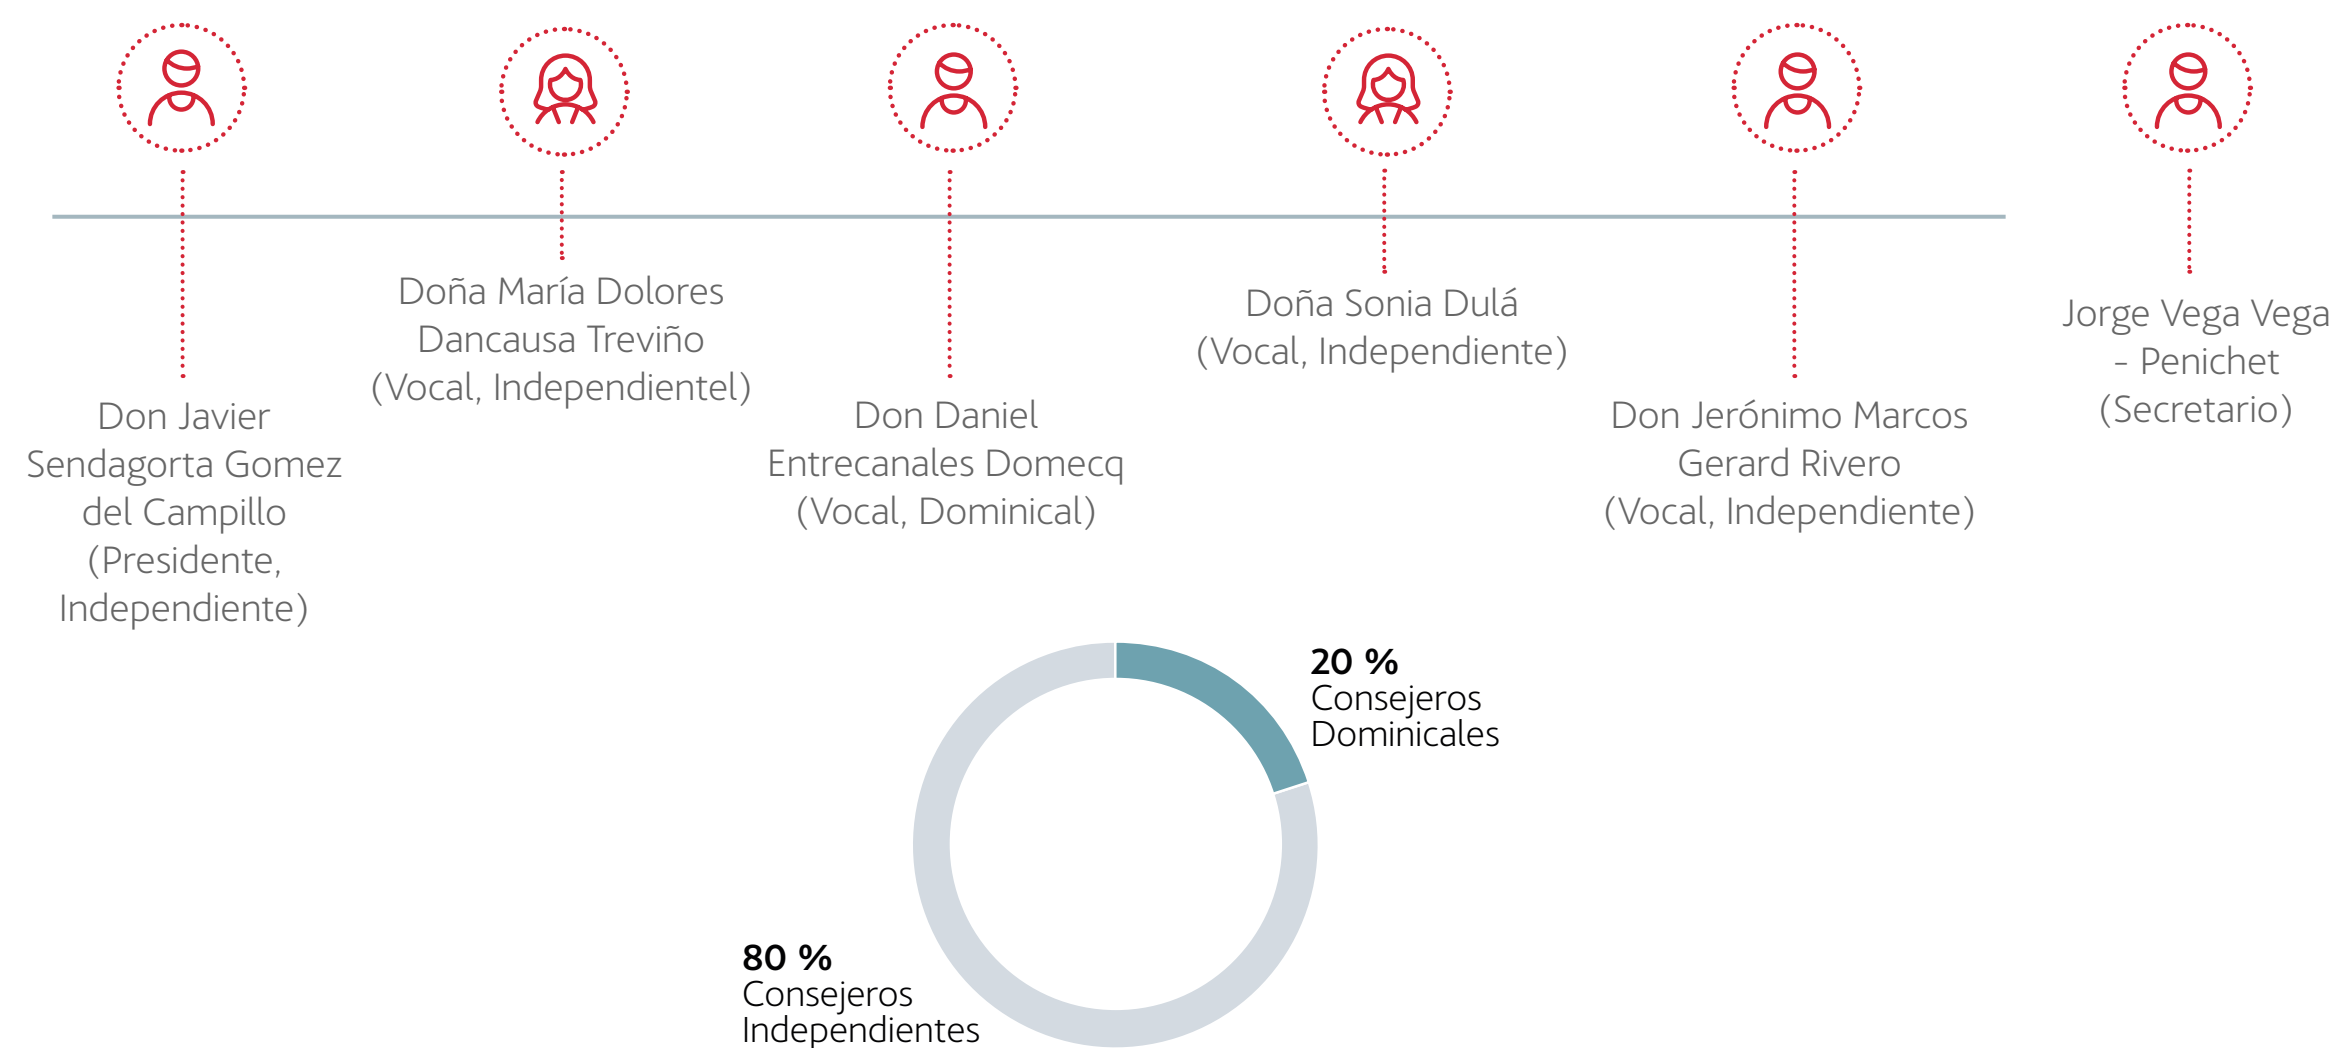 Don Javier
Sendagorta Gomez
del Campillo
(Presidente,
Independiente)
Doña María Dolores
Dancausa Treviño
(Vocal, Independientel)
Don Daniel
Entrecanales Domecq
(Vocal, Dominical)
Doña Sonia Dulá
(Vocal, Independiente)
Don Jerónimo Marcos
Gerard Rivero
(Vocal, Independiente)
Jorge Vega Vega
- Penichet
(Secretario)
20 %
Consejeros
Dominicales
80 %
Consejeros
Independientes